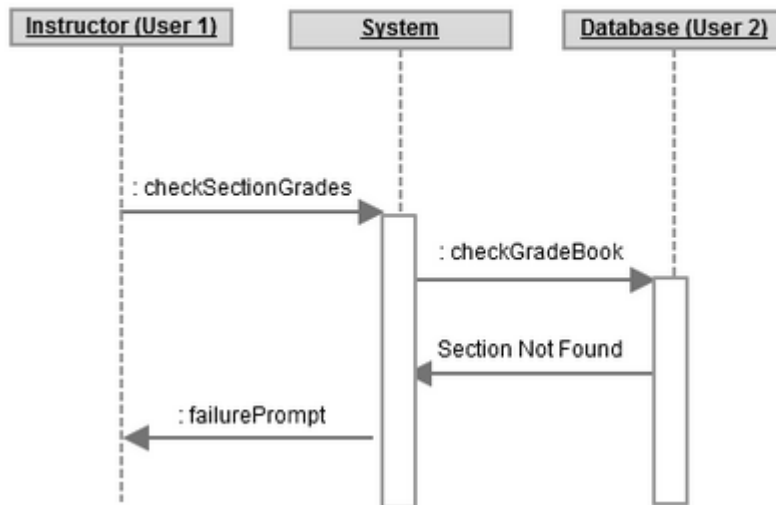 Instructor (User 1)
System
Database (User 2)
: checkSectionGrades
: checkGradeBook
Section Not Found
: failurePrompt